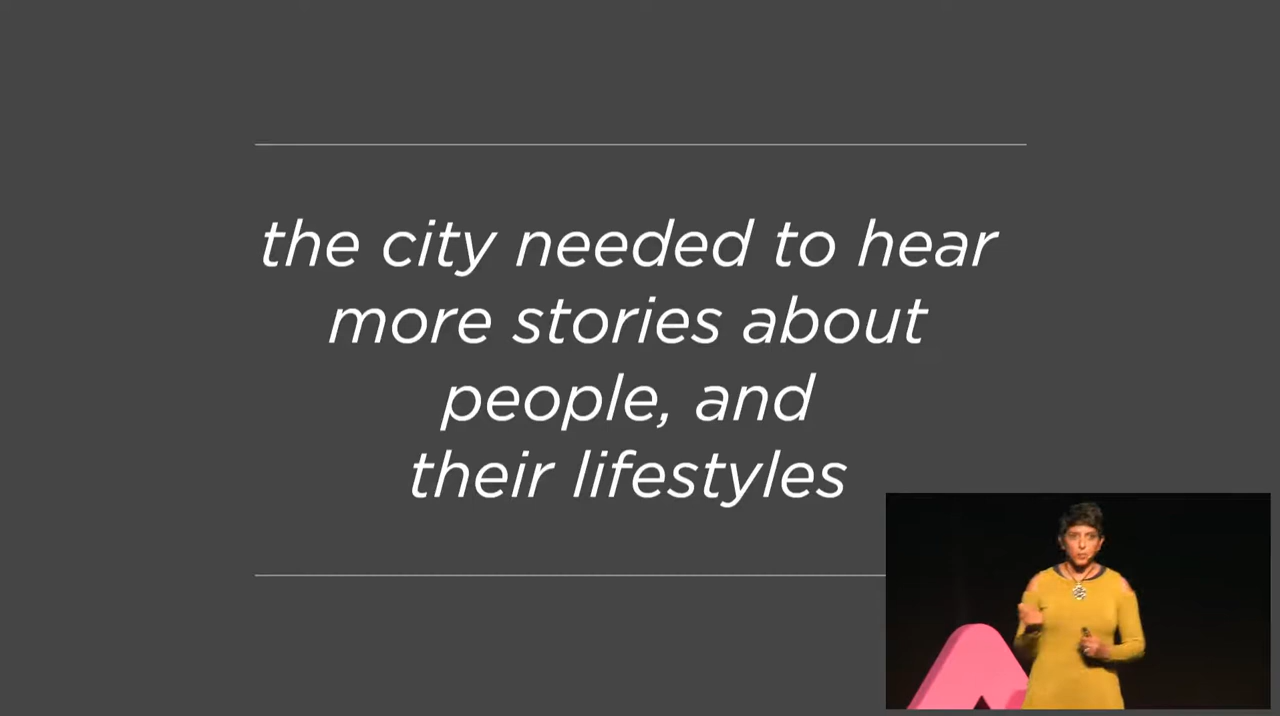 the city needed to hear
more stories about
people, and
their lifestyles